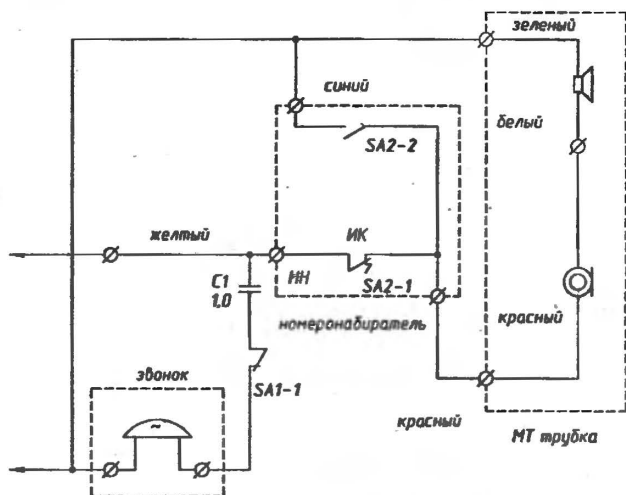 зеленый
синий
белый
SA2-2
желтый
ИК
C1
1,0
ИН
SA2-1
номеронабиратель
красный
звонок
SA1-1
красный
МТ трубка
~